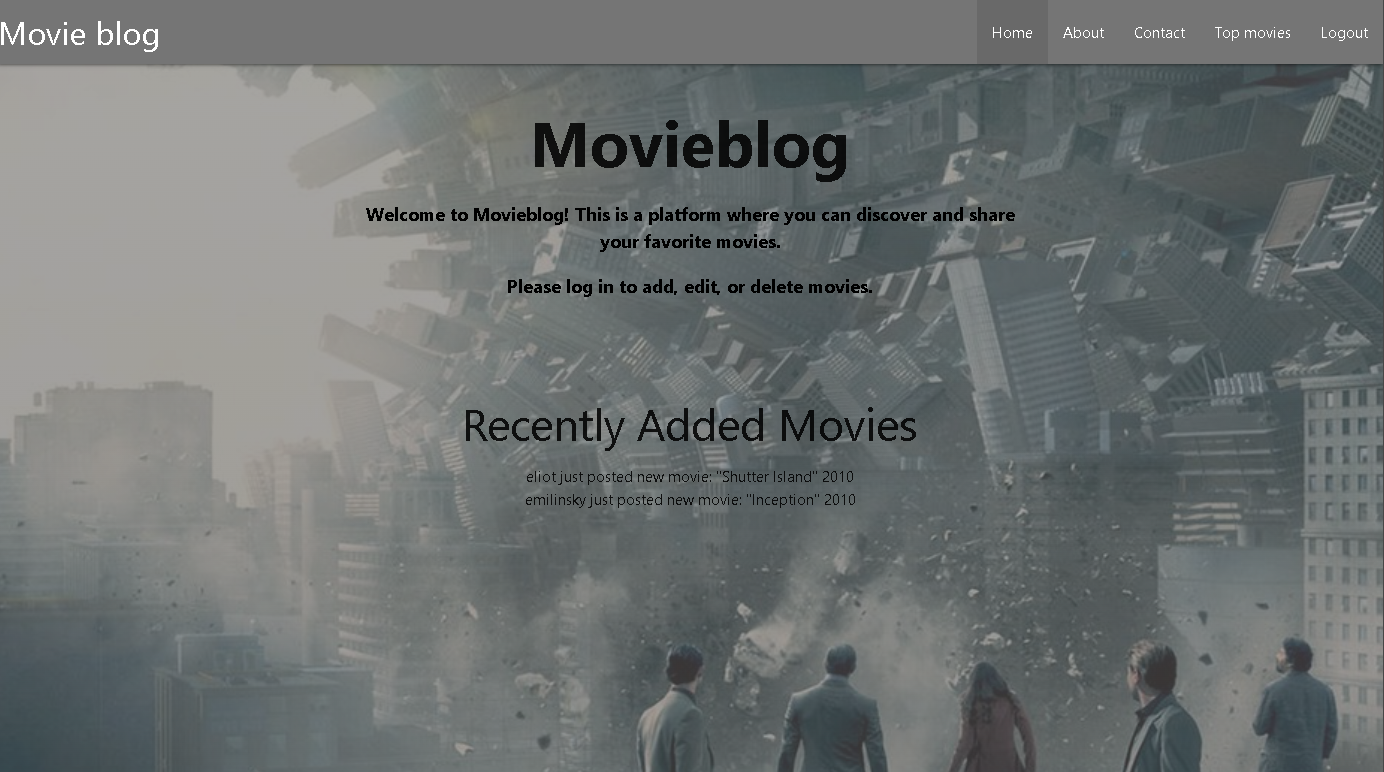 Movie blog
Home About Contact Top movies Logout
Movieblog
Welcome to Movieblog! This is a platform where you can discover and share
your favorite movies.
Please log in to add, edit, or delete movies.
Recently Added Movies
eliot just posted new movie: "Shutter Island" 2010
emilinsky just posted new movie: "Inception" 2010